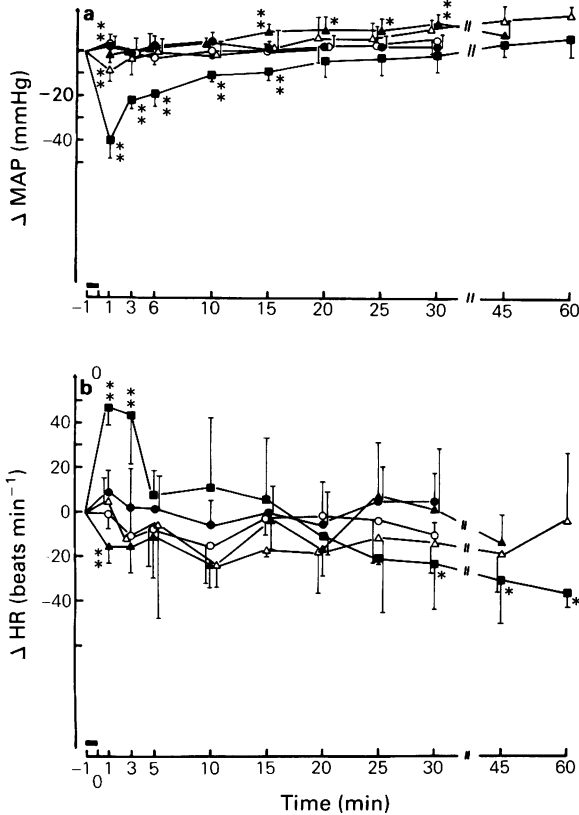 a
Δ MAP (mmHg)
−20
−40
** ** ** ** ** ** ** ** * * **
−1 1 3 6 10 15 20 25 30 // 45 60
0
b
Δ HR (beats min⁻¹)
40
20
0
−20
−40
** ** ** * * *
−1 0 1 3 5 10 15 20 25 30 // 45 60
Time (min)